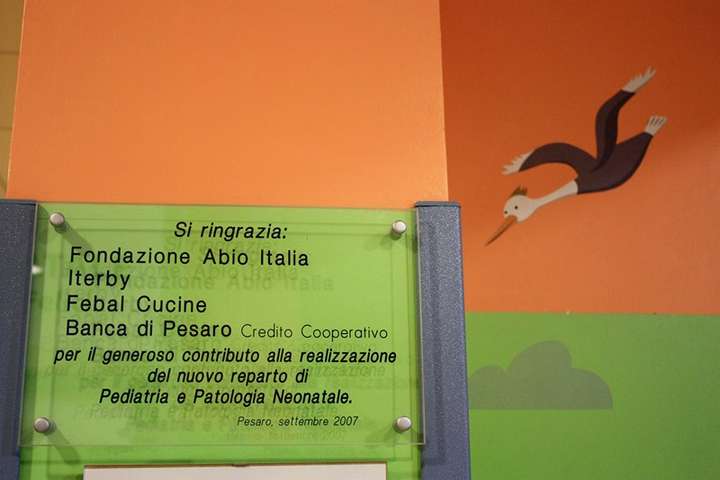 Si ringrazia:
Fondazione Abio Italia
Iterby
Febal Cucine
Banca di Pesaro Credito Cooperativo
per il generoso contributo alla realizzazione
del nuovo reparto di
Pediatria e Patologia Neonatale.
Pesaro, settembre 2007